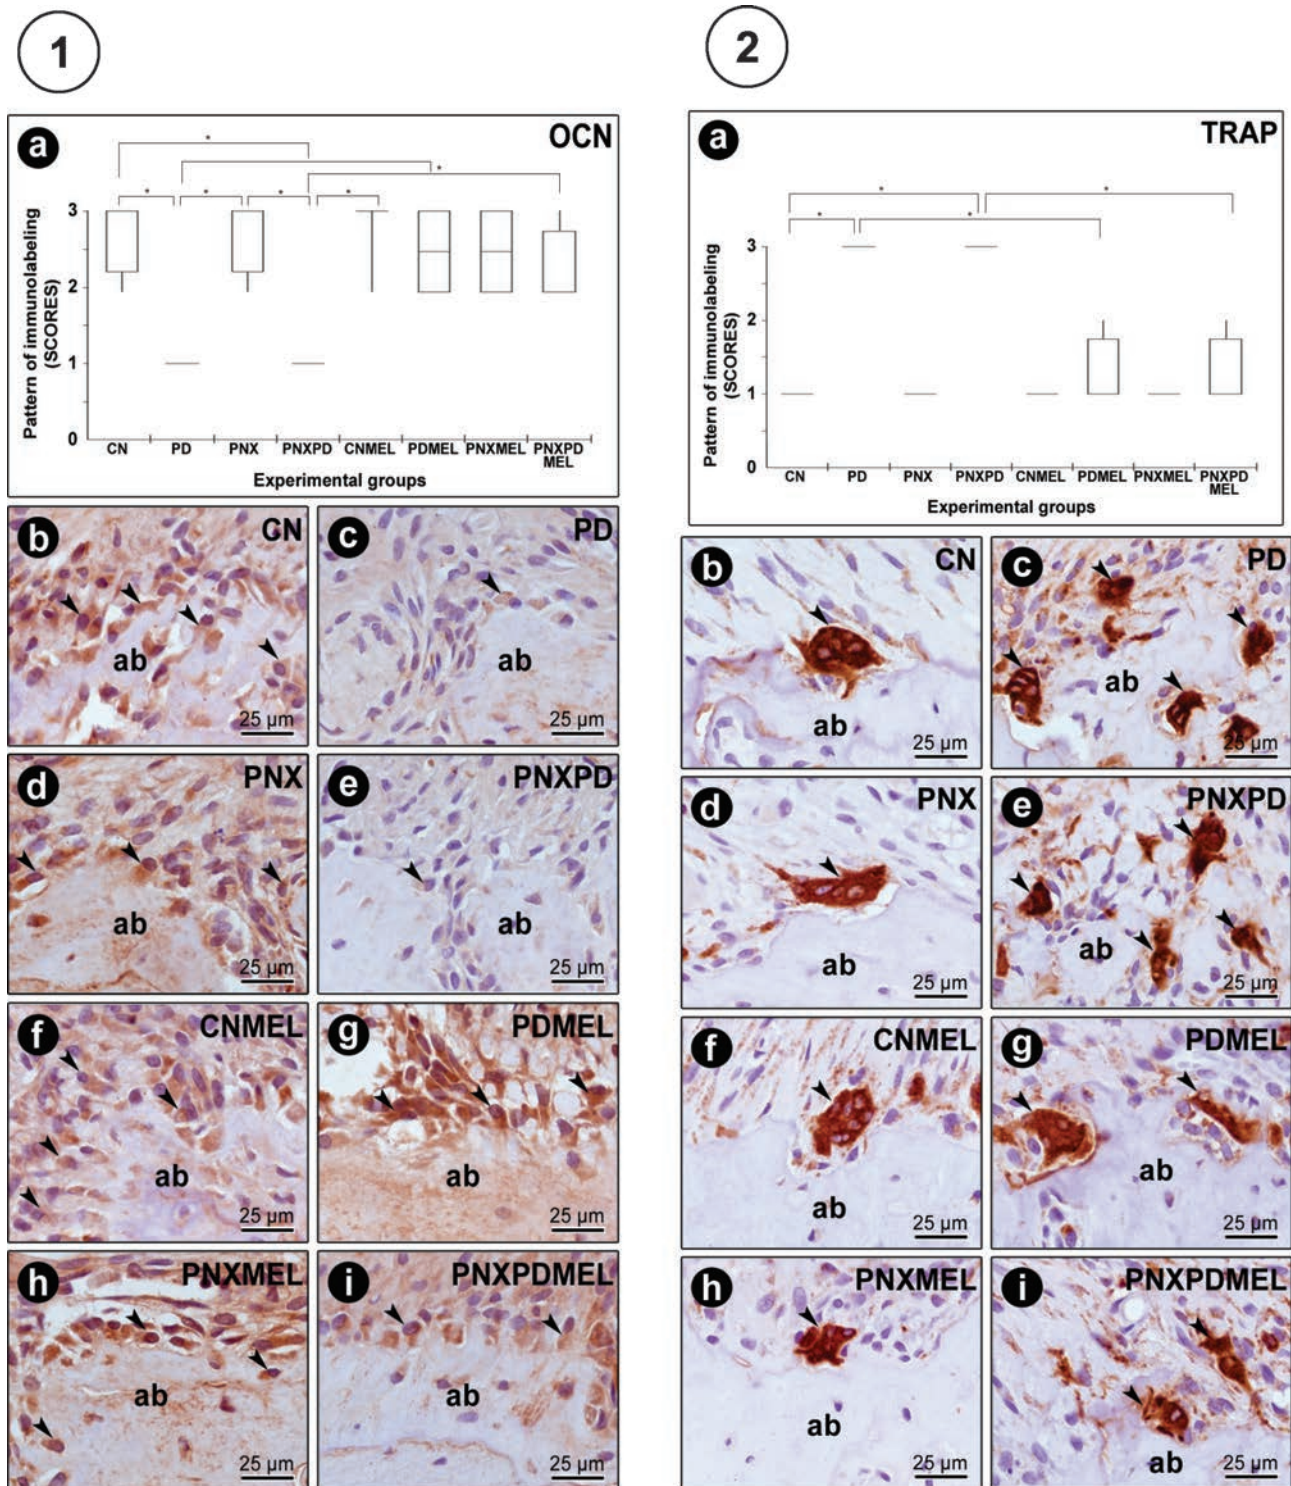 1
a
OCN
*
*
*
*
*
*
*
Pattern of immunolabeling
(SCORES)
3
2
1
0
CN PD PNX PNXPD CNMEL PDMEL PNXMEL PNXPD
MEL
Experimental groups
b
CN
ab
25 µm
c
PD
ab
25 µm
d
PNX
ab
25 µm
e
PNXPD
ab
25 µm
f
CNMEL
ab
25 µm
g
PDMEL
ab
25 µm
h
PNXMEL
ab
25 µm
i
PNXPDMEL
ab
25 µm
2
a
TRAP
*
*
*
*
Pattern of immunolabeling
(SCORES)
3
2
1
0
CN PD PNX PNXPD CNMEL PDMEL PNXMEL PNXPD
MEL
Experimental groups
b
CN
ab
25 µm
c
PD
ab
25 µm
d
PNX
ab
25 µm
e
PNXPD
ab
25 µm
f
CNMEL
ab
25 µm
g
PDMEL
ab
25 µm
h
PNXMEL
ab
25 µm
i
PNXPDMEL
ab
25 µm